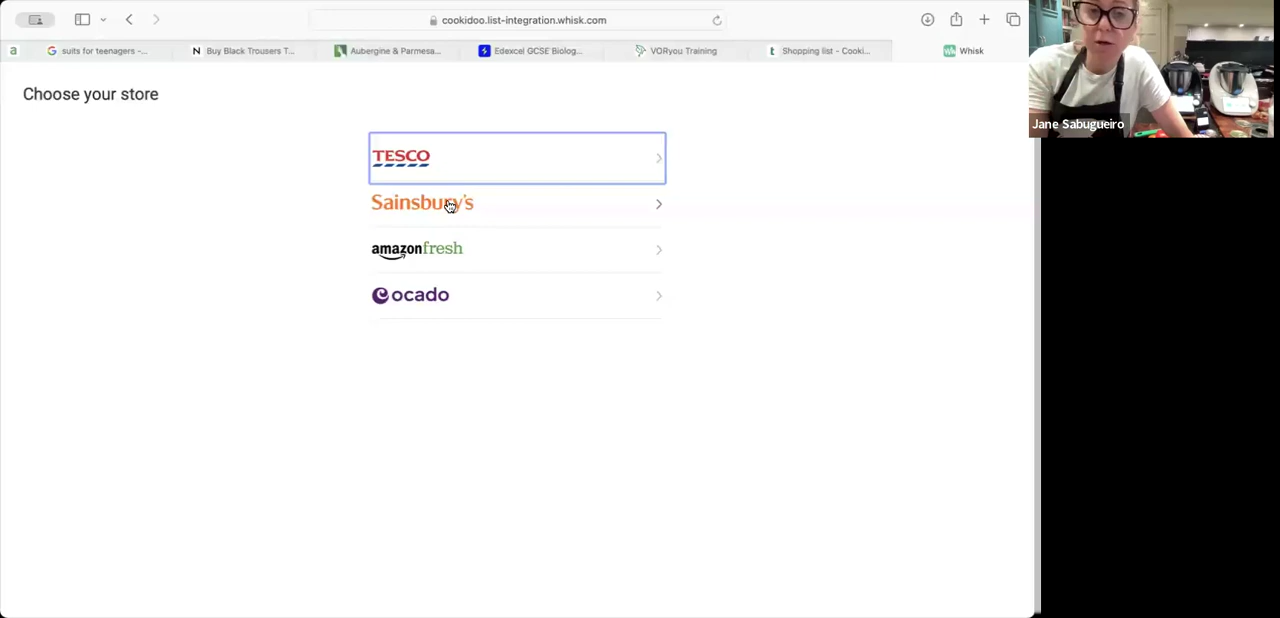 cookidoo.list-integration.whisk.com
a
suits for teenagers -...
N Buy Black Trousers T...
Aubergine & Parmesa...
Edexcel GCSE Biolog...
VORyou Training
t Shopping list - Cooki...
Whisk
Choose your store
TESCO
Sainsbury's
amazonfresh
ocado
Jane Sabugueiro